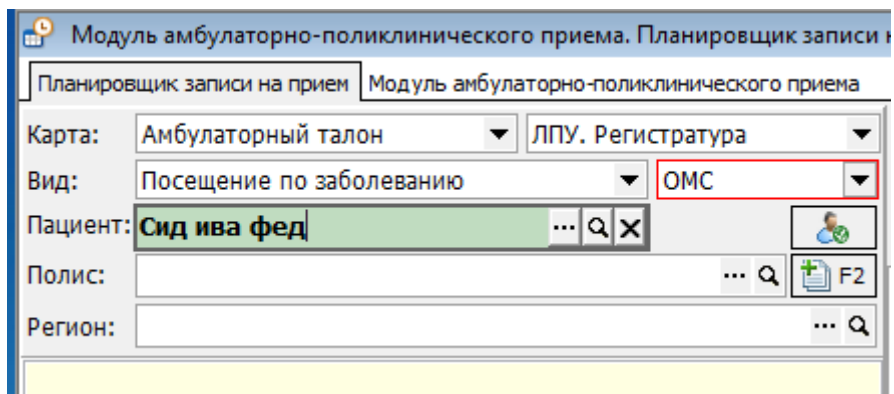 Модуль амбулаторно-поликлинического приема. Планировщик записи
Планировщик записи на прием Модуль амбулаторно-поликлинического приема
Карта: Амбулаторный талон ЛПУ. Регистратура
Вид: Посещение по заболеванию ОМС
Пациент: Сид ива фед
Полис: F2
Регион: